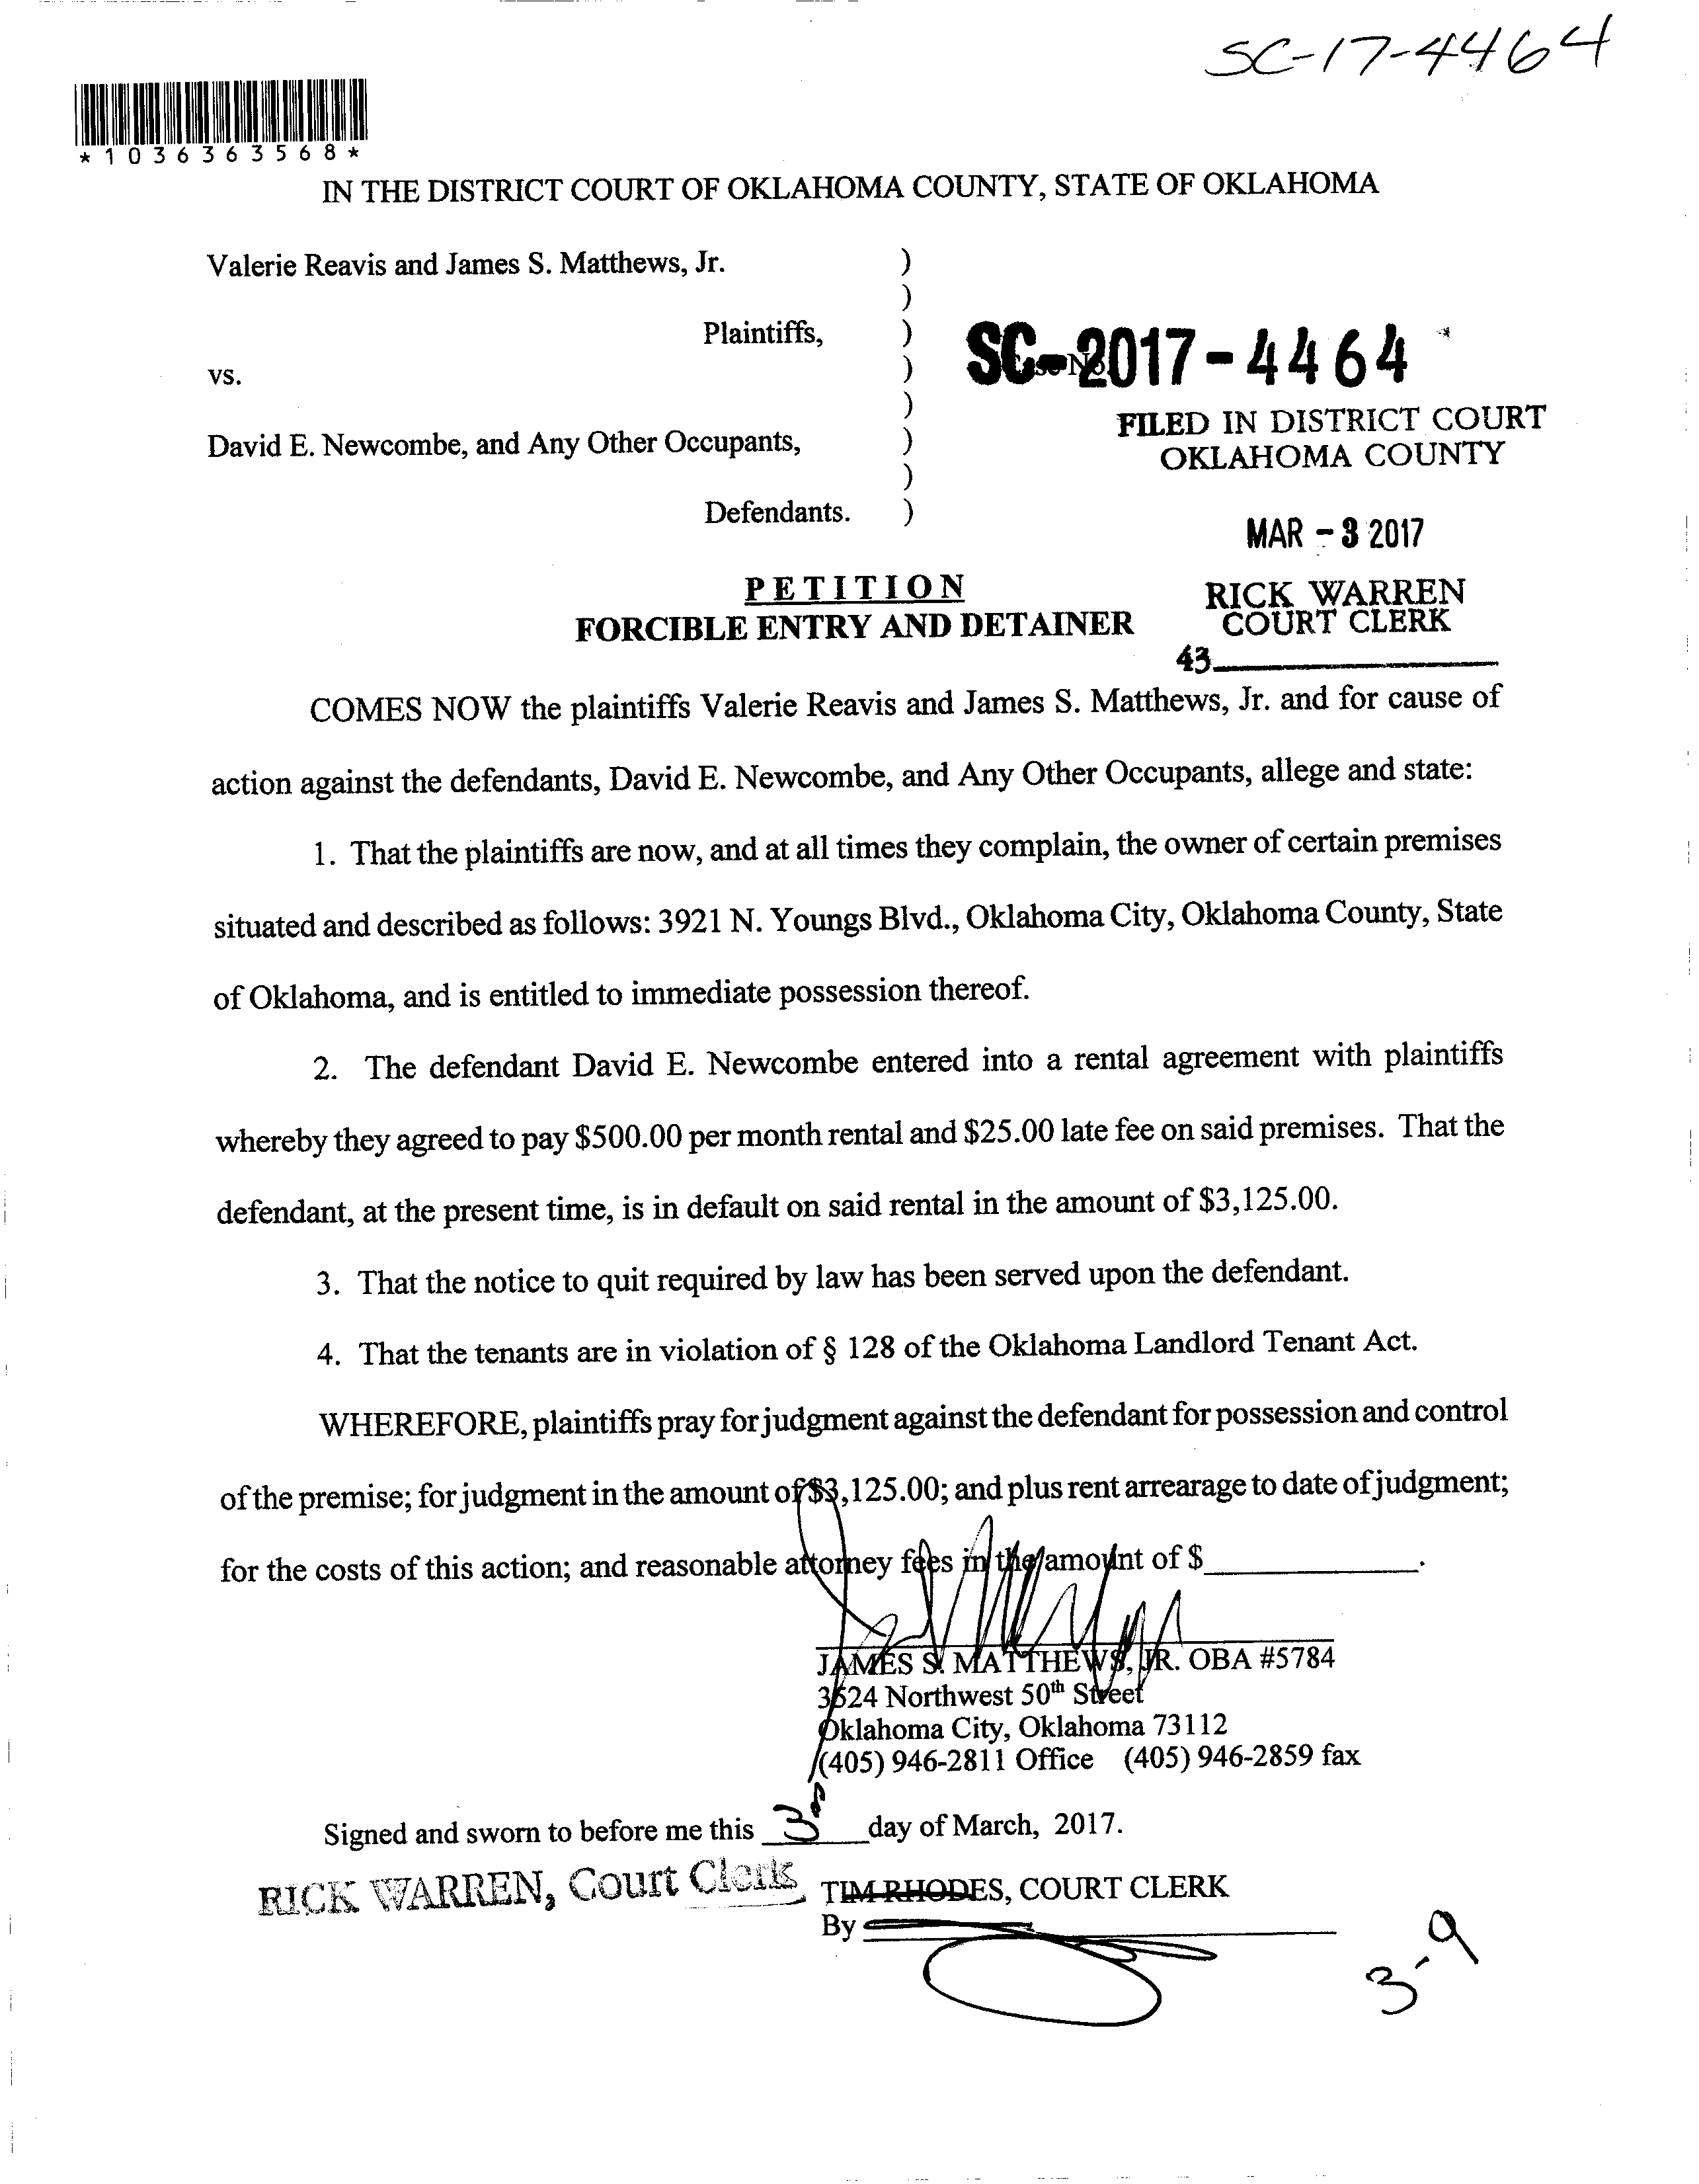 SC-17-4464
*1036363568*
IN THE DISTRICT COURT OF OKLAHOMA COUNTY, STATE OF OKLAHOMA
Valerie Reavis and James S. Matthews, Jr. )
)
Plaintiffs, )
SC-2017-4464
vs. )
)
FILED IN DISTRICT COURT
OKLAHOMA COUNTY
David E. Newcombe, and Any Other Occupants, )
)
Defendants. )
MAR - 3 2017
PETITION
FORCIBLE ENTRY AND DETAINER
RICK WARREN
COURT CLERK
43
COMES NOW the plaintiffs Valerie Reavis and James S. Matthews, Jr. and for cause of
action against the defendants, David E. Newcombe, and Any Other Occupants, allege and state:
1. That the plaintiffs are now, and at all times they complain, the owner of certain premises
situated and described as follows: 3921 N. Youngs Blvd., Oklahoma City, Oklahoma County, State
of Oklahoma, and is entitled to immediate possession thereof.
2. The defendant David E. Newcombe entered into a rental agreement with plaintiffs
whereby they agreed to pay $500.00 per month rental and $25.00 late fee on said premises. That the
defendant, at the present time, is in default on said rental in the amount of $3,125.00.
3. That the notice to quit required by law has been served upon the defendant.
4. That the tenants are in violation of § 128 of the Oklahoma Landlord Tenant Act.
WHEREFORE, plaintiffs pray for judgment against the defendant for possession and control
of the premise; for judgment in the amount of $3,125.00; and plus rent arrearage to date of judgment;
for the costs of this action; and reasonable attorney fees in the amount of $____________.
JAMES S. MATTHEWS, JR. OBA #5784
3524 Northwest 50th Street
Oklahoma City, Oklahoma 73112
(405) 946-2811 Office (405) 946-2859 fax
Signed and sworn to before me this 3rd day of March, 2017.
RICK WARREN, Court Clerk
TIM RHODES, COURT CLERK
By
3-9